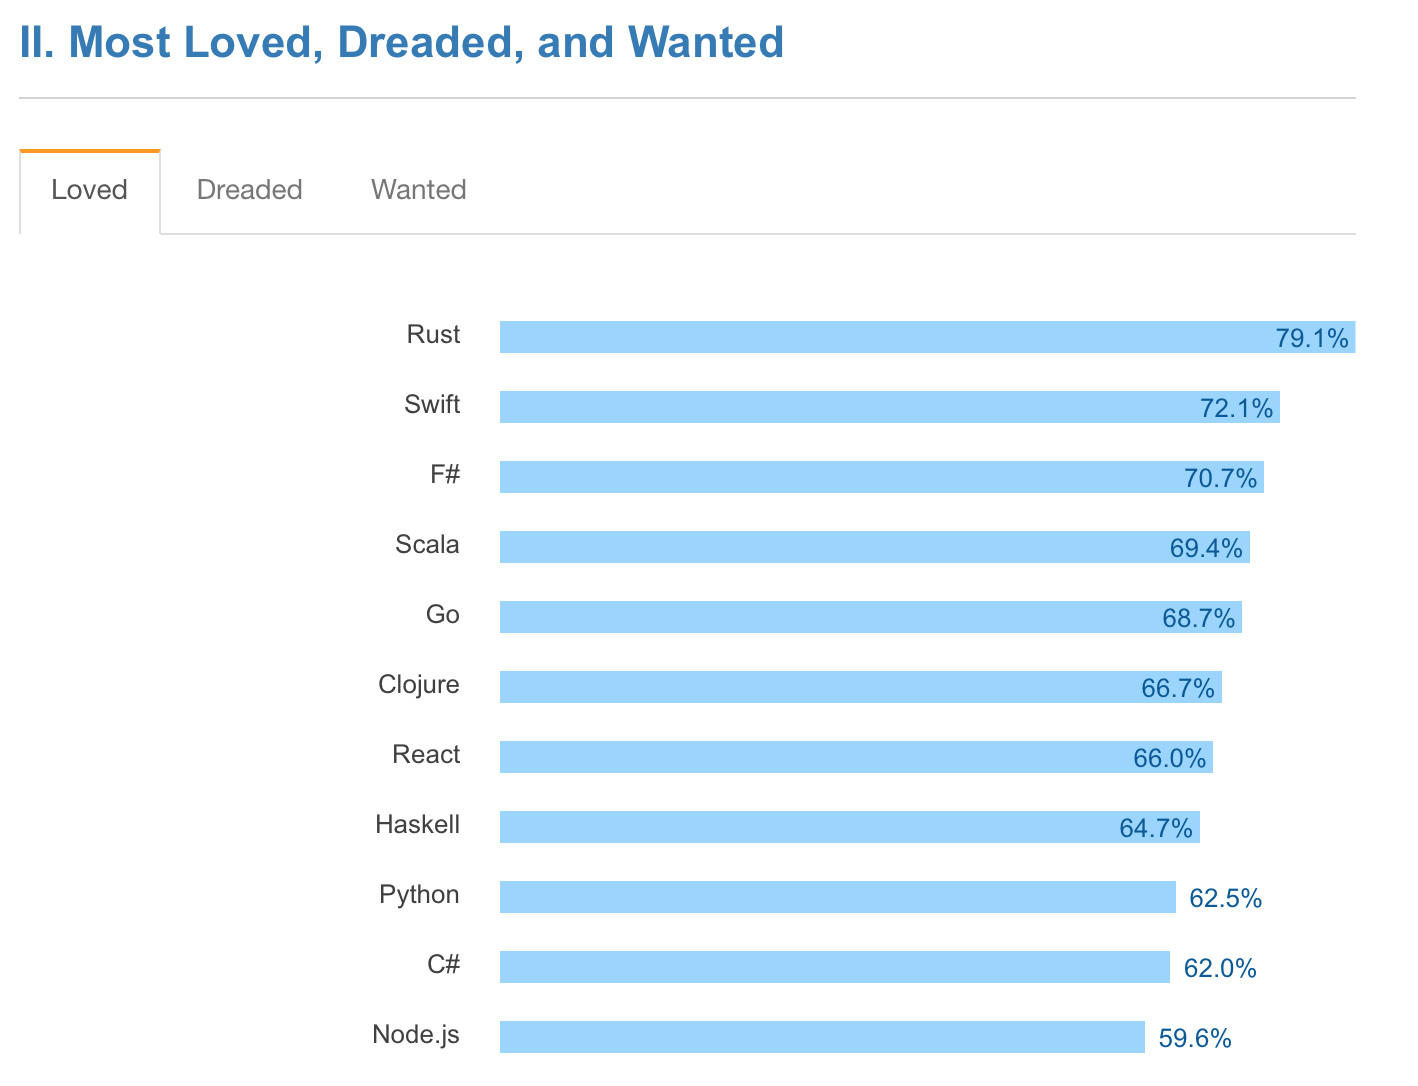 II. Most Loved, Dreaded, and Wanted
Loved Dreaded Wanted
Rust 79.1%
Swift 72.1%
F# 70.7%
Scala 69.4%
Go 68.7%
Clojure 66.7%
React 66.0%
Haskell 64.7%
Python 62.5%
C# 62.0%
Node.js 59.6%